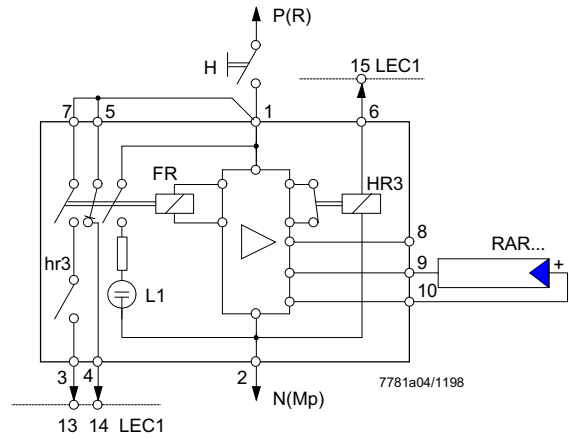 P(R)
H
15 LEC1
7 5 1 6
FR
HR3
8
RAR...
9
+
10
hr3
L1
3 4 2
7781a04/1198
N(Mp)
13 14 LEC1